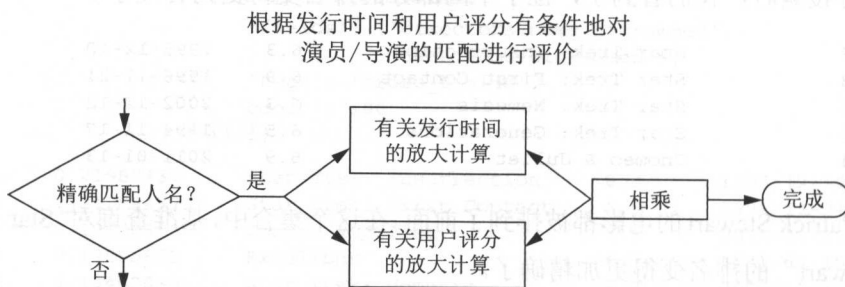 根据发行时间和用户评分有条件地对
演员/导演的匹配进行评价
有关发行时间
的放大计算
精确匹配人名?
是
相乘
完成
有关用户评分
的放大计算
否